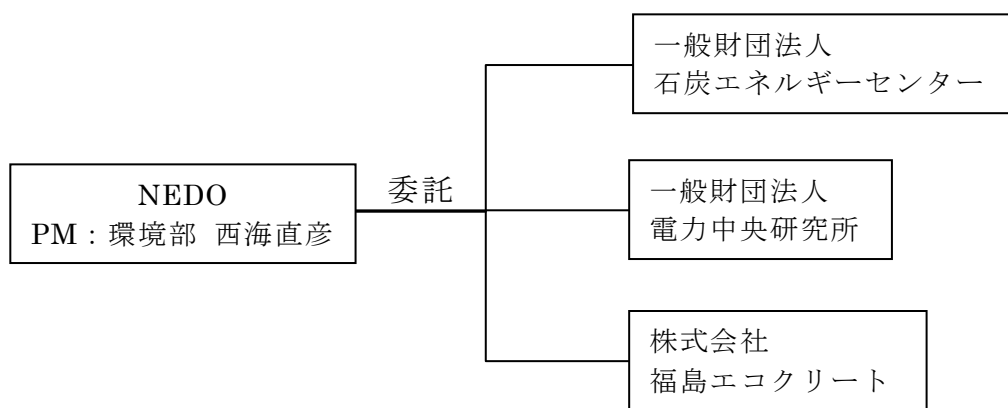 一般財団法人
石炭エネルギーセンター
NEDO
PM：環境部 西海直彦
委託
一般財団法人
電力中央研究所
株式会社
福島エコクリート